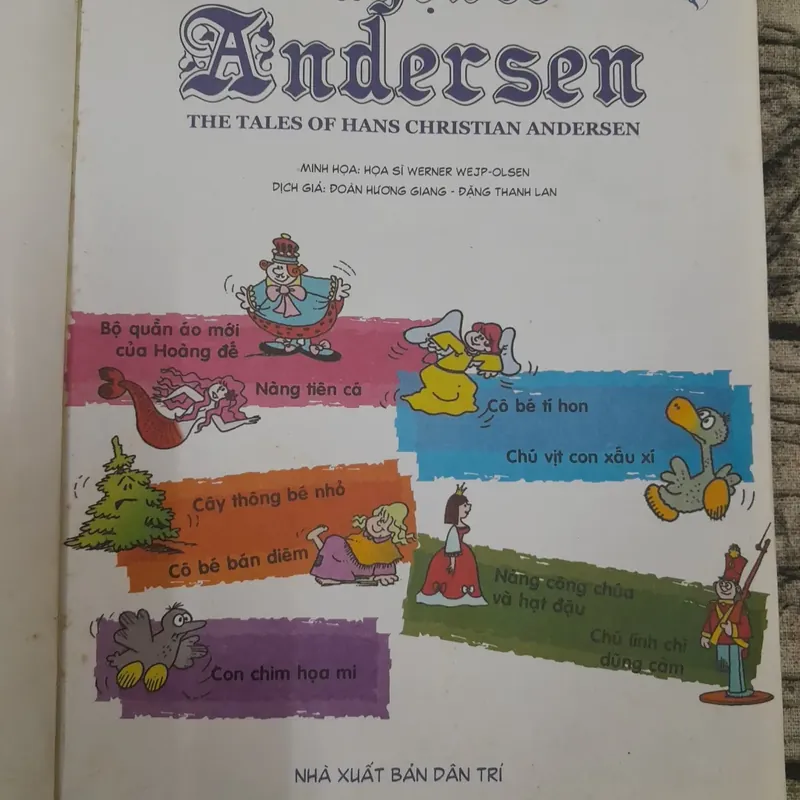 Andersen
THE TALES OF HANS CHRISTIAN ANDERSEN
MINH HỌA: HỌA SĨ WERNER WEJP-OLSEN
DỊCH GIẢ: ĐOÀN HƯƠNG GIANG - ĐẶNG THANH LAN
Bộ quần áo mới
của Hoàng đế
Nàng tiên cá
Cô bé tí hon
Chú vịt con xấu xí
Cây thông bé nhỏ
Cô bé bán diêm
Nàng công chúa
và hạt đậu
Chú lính chì
dũng cảm
Con chim họa mi
NHÀ XUẤT BẢN DÂN TRÍ